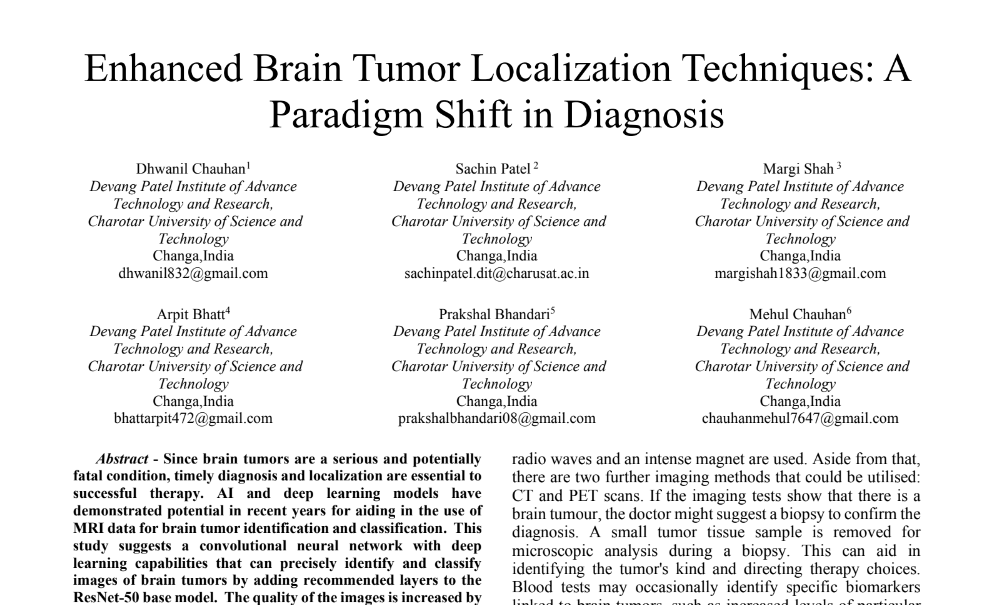 Enhanced Brain Tumor Localization Techniques: A
Paradigm Shift in Diagnosis
Dhwanil Chauhan1
Devang Patel Institute of Advance
Technology and Research,
Charotar University of Science and
Technology
Changa,India
dhwanil832@gmail.com
Sachin Patel 2
Devang Patel Institute of Advance
Technology and Research,
Charotar University of Science and
Technology
Changa,India
sachinpatel.dit@charusat.ac.in
Margi Shah 3
Devang Patel Institute of Advance
Technology and Research,
Charotar University of Science and
Technology
Changa,India
margishah1833@gmail.com
Arpit Bhatt4
Devang Patel Institute of Advance
Technology and Research,
Charotar University of Science and
Technology
Changa,India
bhattarpit472@gmail.com
Prakshal Bhandari5
Devang Patel Institute of Advance
Technology and Research,
Charotar University of Science and
Technology
Changa,India
prakshalbhandari08@gmail.com
Mehul Chauhan6
Devang Patel Institute of Advance
Technology and Research,
Charotar University of Science and
Technology
Changa,India
chauhanmehul7647@gmail.com
Abstract - Since brain tumors are a serious and potentially
fatal condition, timely diagnosis and localization are essential to
successful therapy. AI and deep learning models have
demonstrated potential in recent years for aiding in the use of
MRI data for brain tumor identification and classification. This
study suggests a convolutional neural network with deep
learning capabilities that can precisely identify and classify
images of brain tumors by adding recommended layers to the
ResNet-50 base model. The quality of the images is increased by
radio waves and an intense magnet are used. Aside from that,
there are two further imaging methods that could be utilised:
CT and PET scans. If the imaging tests show that there is a
brain tumour, the doctor might suggest a biopsy to confirm the
diagnosis. A small tumor tissue sample is removed for
microscopic analysis during a biopsy. This can aid in
identifying the tumor's kind and directing therapy choices.
Blood tests may occasionally identify specific biomarkers
linked to brain tumors, such as increased levels of particular